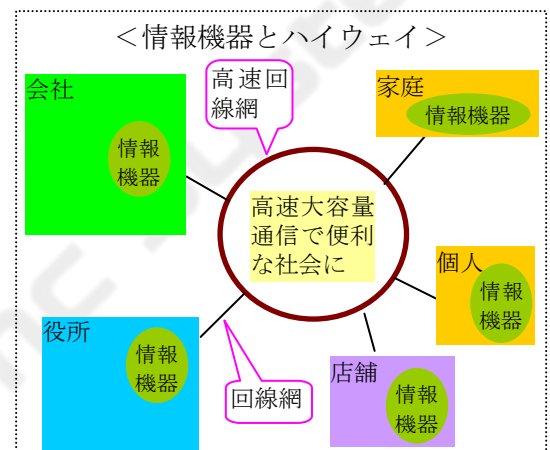 ＜情報機器とハイウェイ＞
高速回
線網
会社
情報
機器
家庭
情報機器
高速大容量
通信で便利
な社会に
個人
情報
機器
役所
情報
機器
回線網
店舗
情報
機器